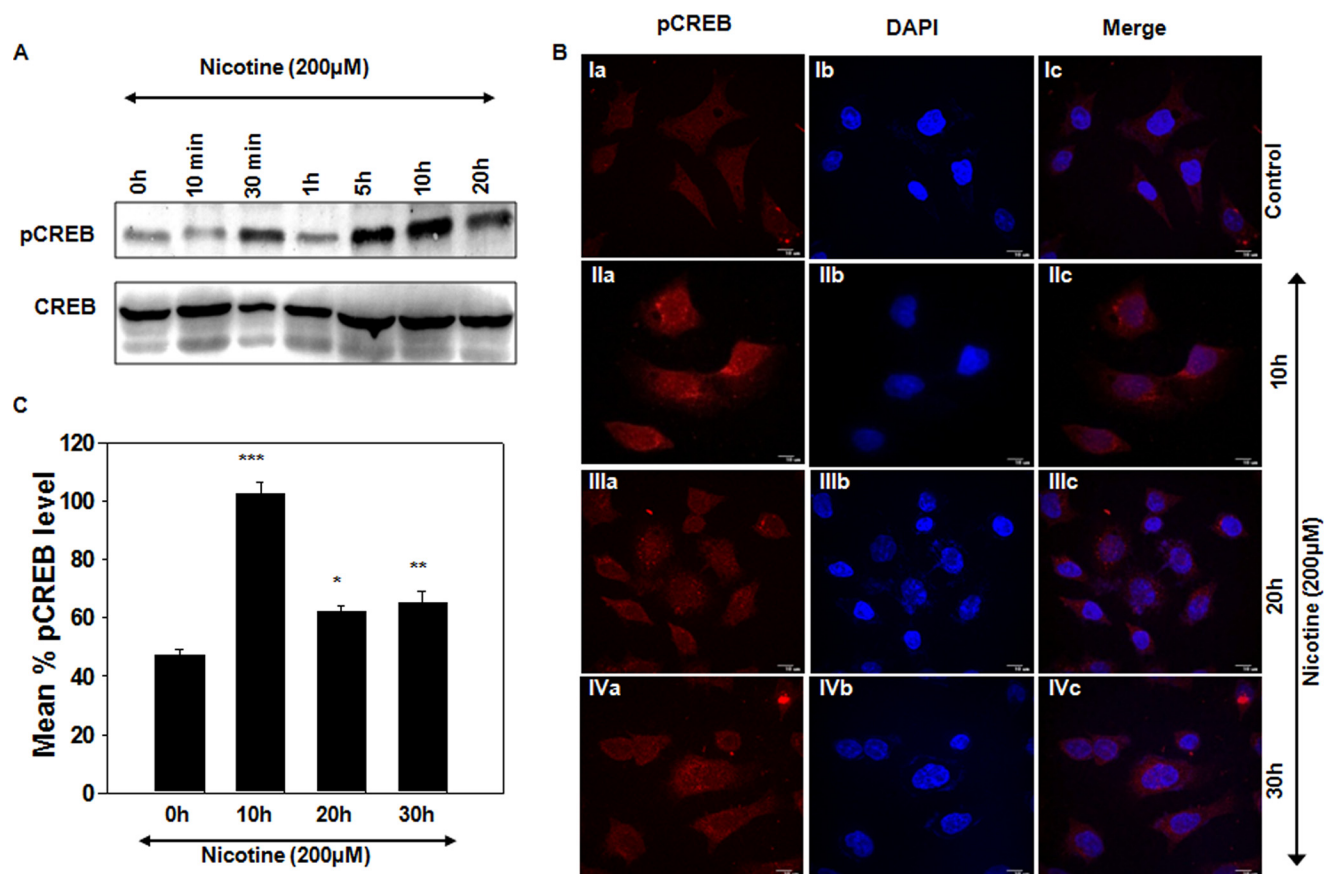 A
Nicotine (200µM)
0h 10 min 30 min 1h 5h 10h 20h
pCREB
CREB
B
pCREB DAPI Merge
Ia Ib Ic
Control
IIa IIb IIc
10h
IIIa IIIb IIIc
20h
IVa IVb IVc
30h
Nicotine (200µM)
C
Mean % pCREB level
120
100
80
60
40
20
0
***
*
**
0h 10h 20h 30h
Nicotine (200µM)